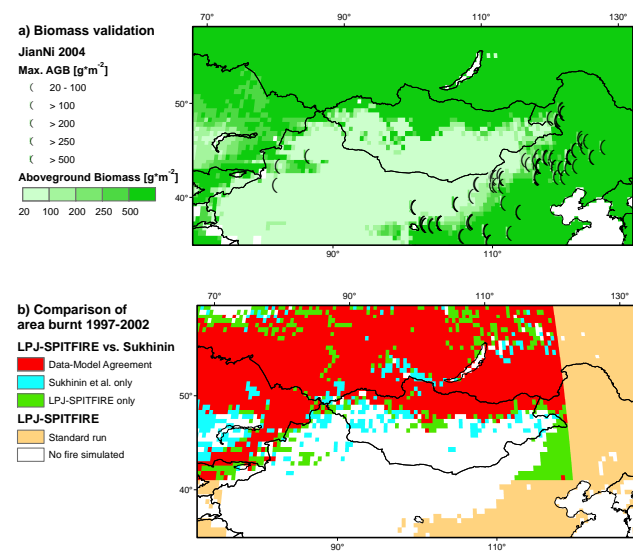 70° 90° 110° 130°
a) Biomass validation
JianNi 2004
Max. AGB [g*m-2]
20 - 100
> 100
> 200
> 250
> 500
Aboveground Biomass [g*m-2]
20 100 200 250 500
50°
40°
90° 110°
70° 90° 110° 130°
b) Comparison of
area burnt 1997-2002
LPJ-SPITFIRE vs. Sukhinin
Data-Model Agreement
Sukhinin et al. only
LPJ-SPITFIRE only
LPJ-SPITFIRE
Standard run
No fire simulated
50°
40°
90° 110°